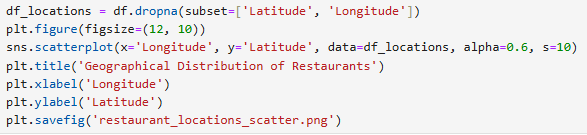 df_locations = df.dropna(subset=['Latitude', 'Longitude'])
plt.figure(figsize=(12, 10))
sns.scatterplot(x='Longitude', y='Latitude', data=df_locations, alpha=0.6, s=10)
plt.title('Geographical Distribution of Restaurants')
plt.xlabel('Longitude')
plt.ylabel('Latitude')
plt.savefig('restaurant_locations_scatter.png')